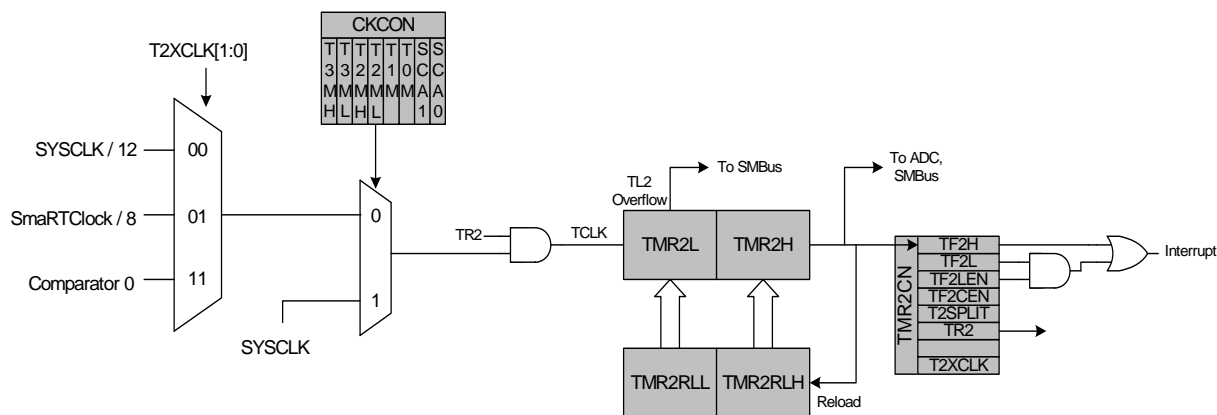 CKCON
T3MH
T3ML
T2MH
T2ML
T1M
T0M
SCA1
SCA0
T2XCLK[1:0]
SYSCLK / 12
00
SmaRTClock / 8
01
Comparator 0
11
0
1
SYSCLK
TR2
TCLK
TL2
Overflow
To SMBus
To ADC,
SMBus
TMR2L
TMR2H
TMR2RLL
TMR2RLH
Reload
TMR2CN
TF2H
TF2L
TF2LEN
TF2CEN
T2SPLIT
TR2
T2XCLK
Interrupt